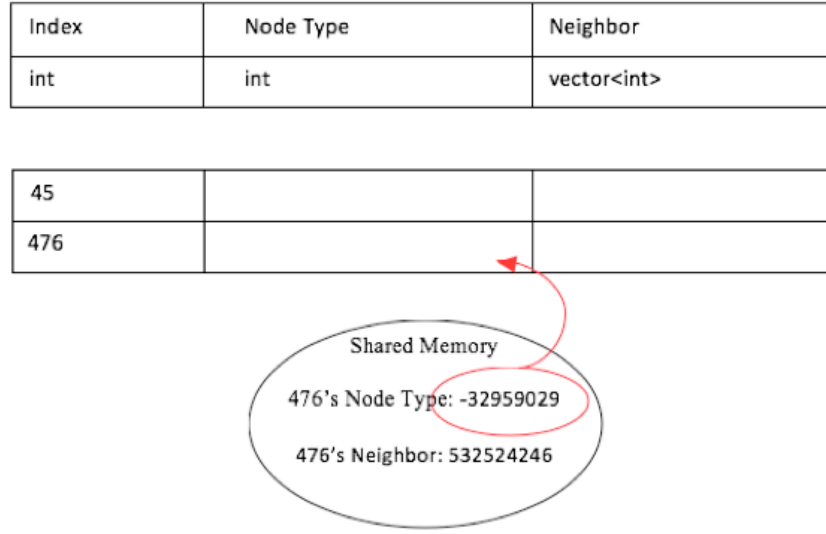 Index Node Type Neighbor
int int vector<int>
45
476
Shared Memory
476's Node Type: -32959029
476's Neighbor: 532524246